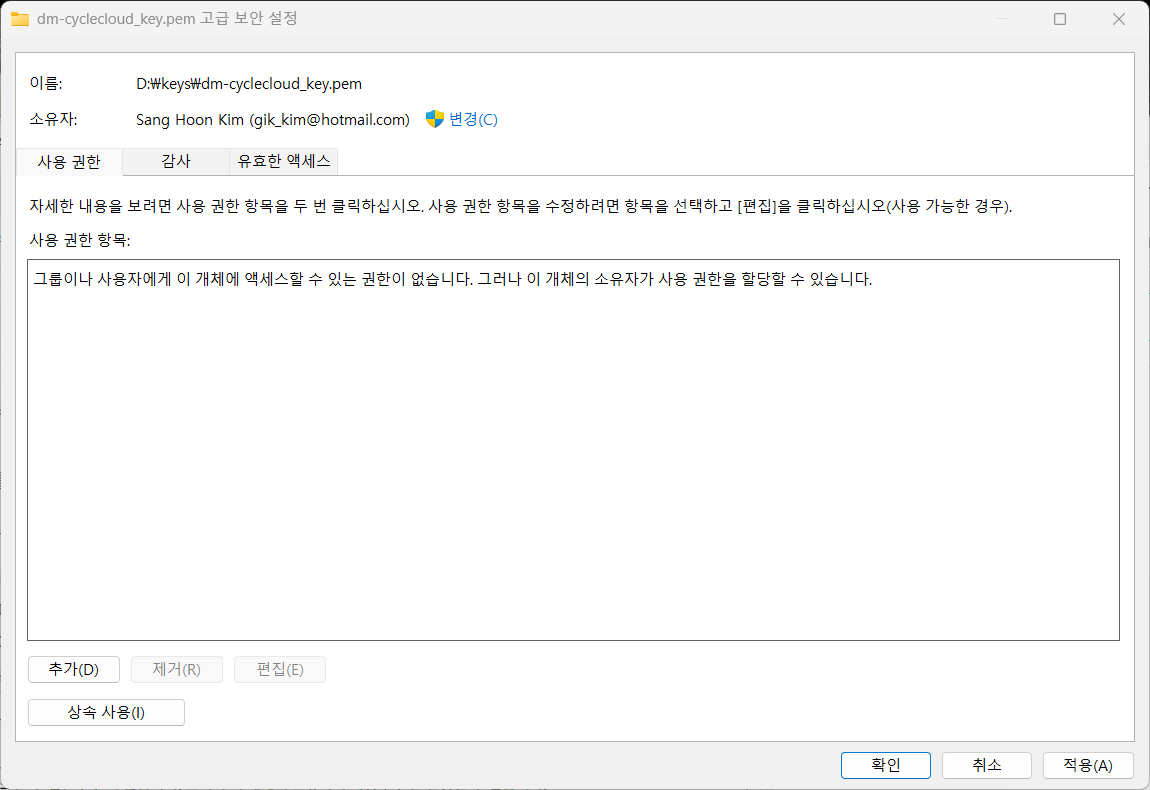 dm-cyclecloud_key.pem 고급 보안 설정
이름: D:₩keys₩dm-cyclecloud_key.pem
소유자: Sang Hoon Kim (gik_kim@hotmail.com) 변경(C)
사용 권한 감사 유효한 액세스
자세한 내용을 보려면 사용 권한 항목을 두 번 클릭하십시오. 사용 권한 항목을 수정하려면 항목을 선택하고 [편집]을 클릭하십시오(사용 가능한 경우).
사용 권한 항목:
그룹이나 사용자에게 이 개체에 액세스할 수 있는 권한이 없습니다. 그러나 이 개체의 소유자가 사용 권한을 할당할 수 있습니다.
추가(D) 제거(R) 편집(E)
상속 사용(I)
확인 취소 적용(A)